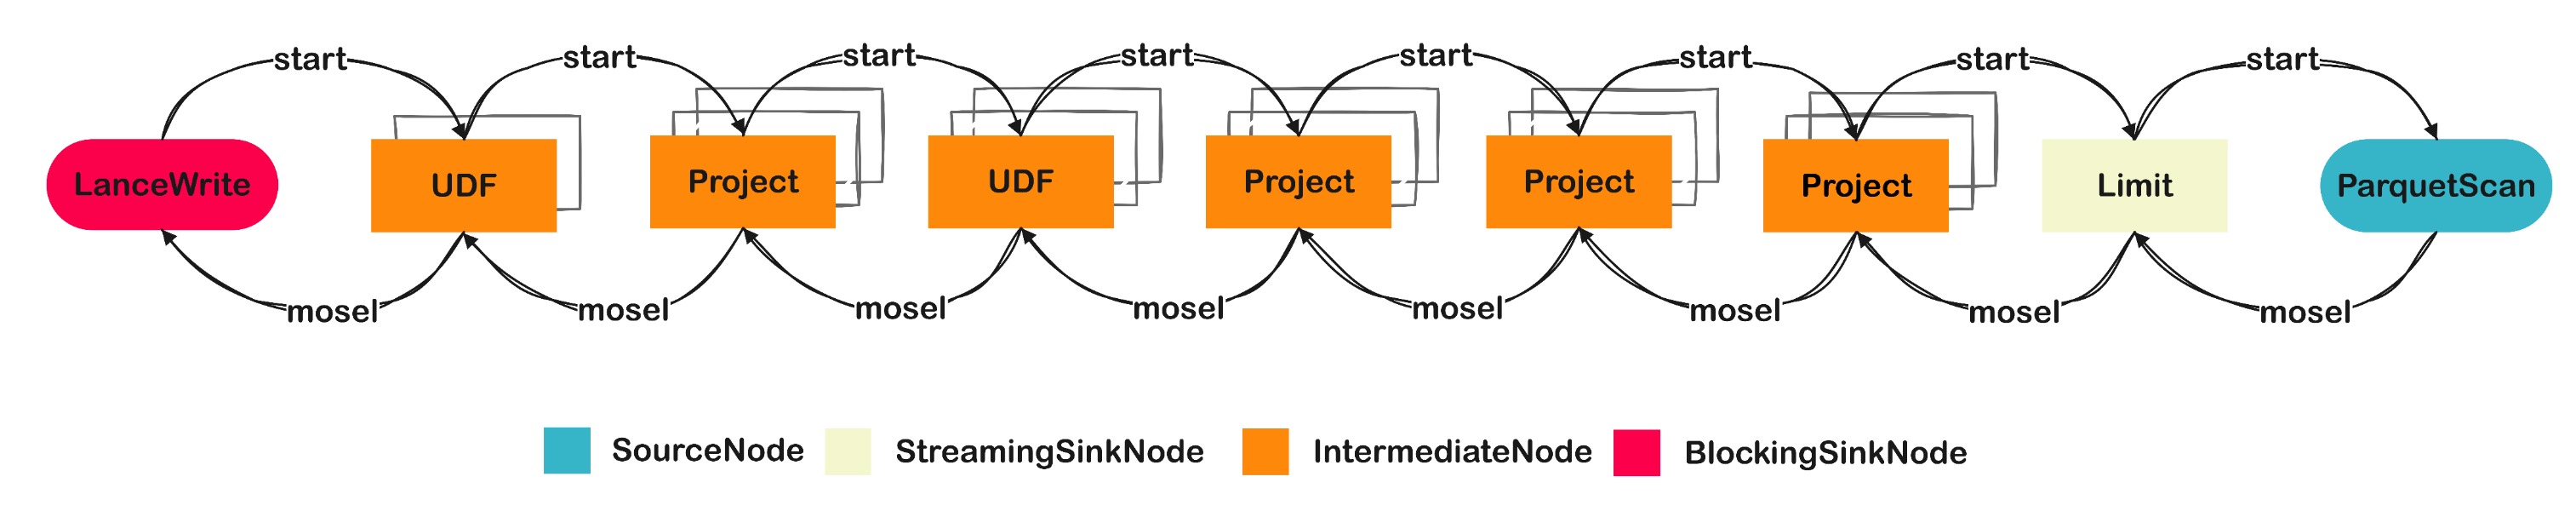 start start start start start start start start
LanceWrite UDF Project UDF Project Project Project Limit ParquetScan
mosel mosel mosel mosel mosel mosel mosel mosel
SourceNode StreamingSinkNode IntermediateNode BlockingSinkNode